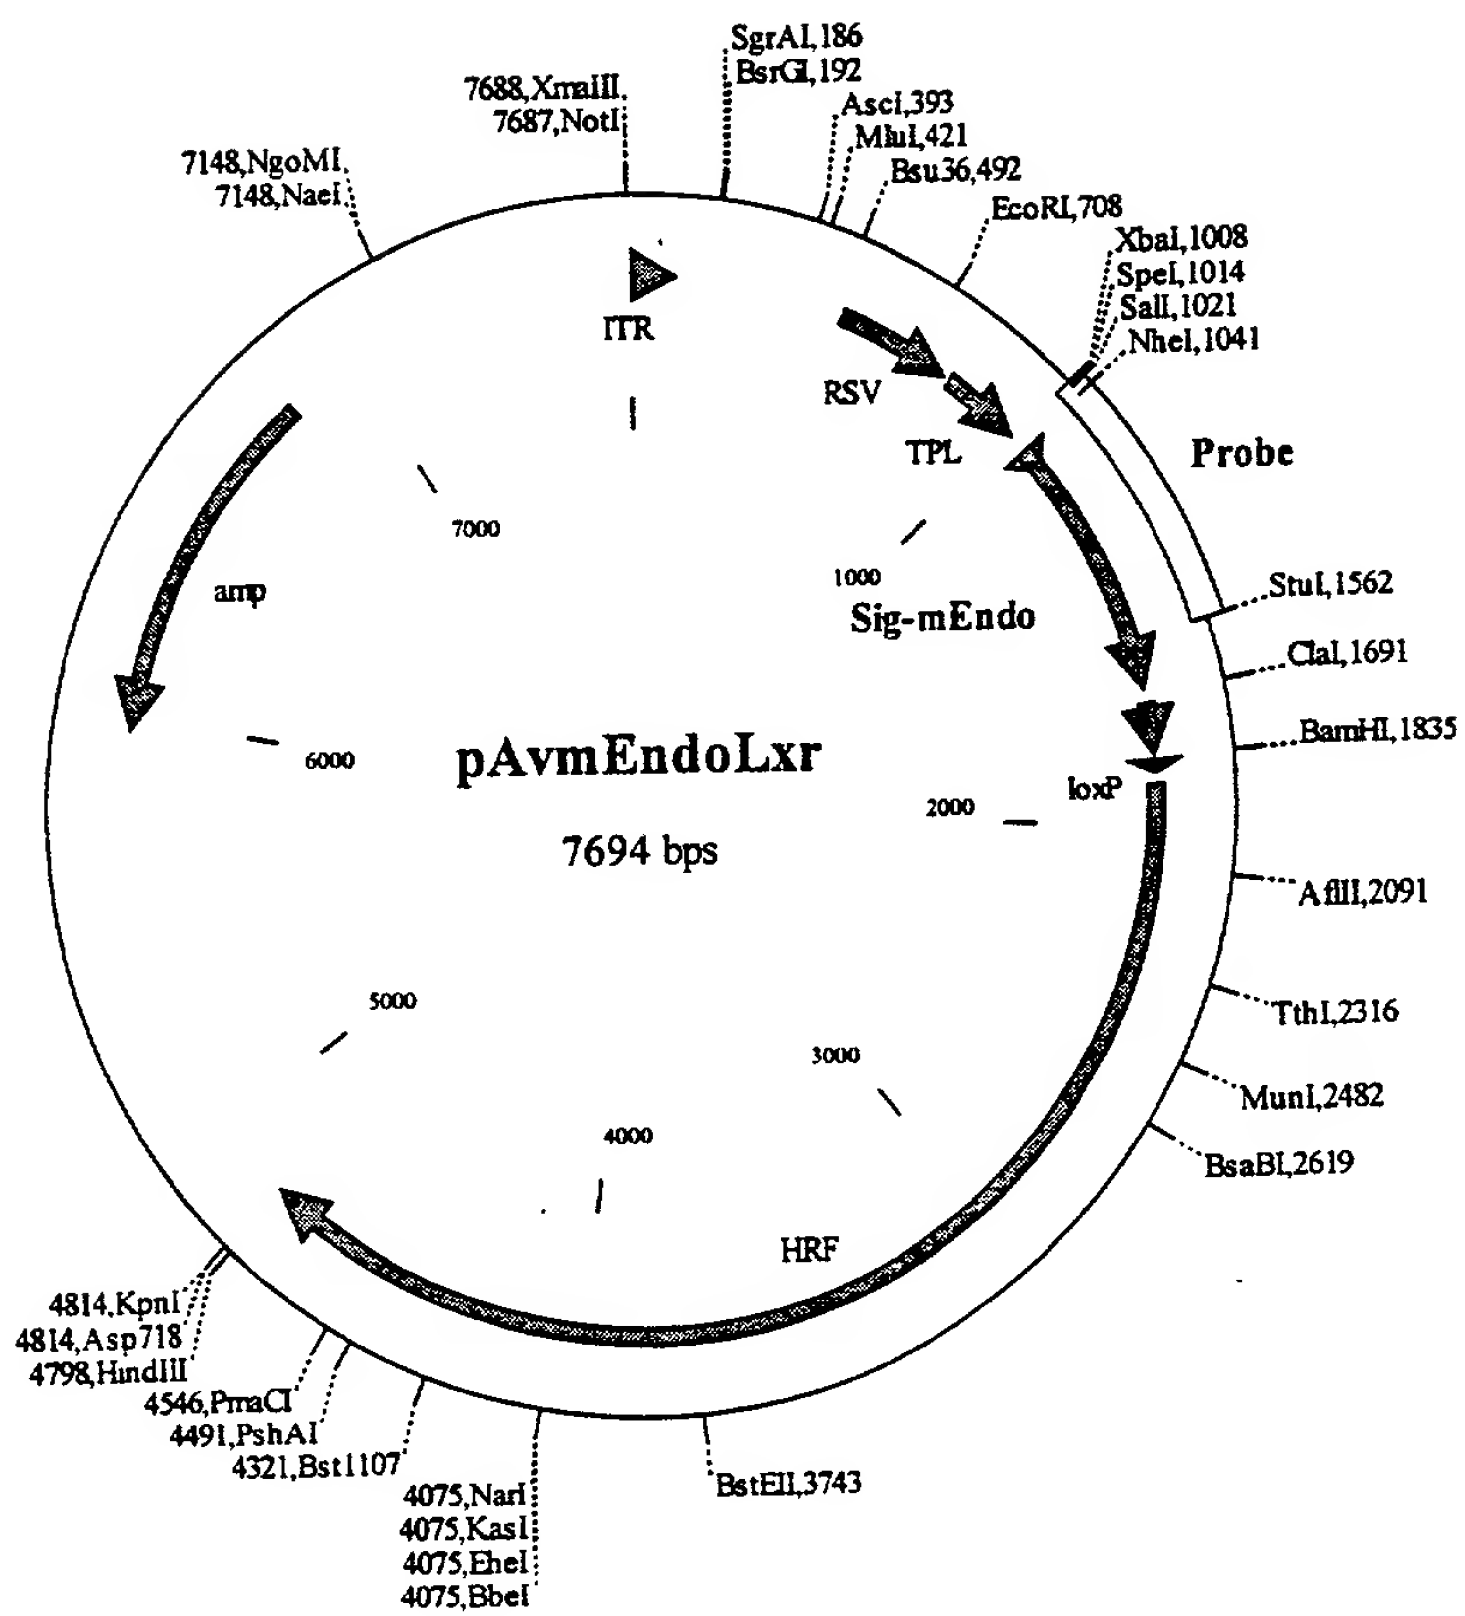 SgrAI,186
BsrGI,192
7688,XmaIII
7687,NotI
AscI,393
MluI,421
Bsu36,492
7148,NgoMI
7148,NaeI
EcoRI,708
XbaI,1008
SpeI,1014
SalI,1021
NheI,1041
ITR
RSV
TPL
Probe
7000
1000
amp
Sig-mEndo
StuI,1562
ClaI,1691
BamHI,1835
6000
pAvmEndoLxr
loxP
2000
7694 bps
AflII,2091
5000
TthI,2316
3000
MunI,2482
4000
BsaBI,2619
HRF
4814,KpnI
4814,Asp718
4798,HindIII
4546,PmaCI
4491,PshAI
4321,Bst1107
BstEII,3743
4075,NarI
4075,KasI
4075,EheI
4075,BbeI